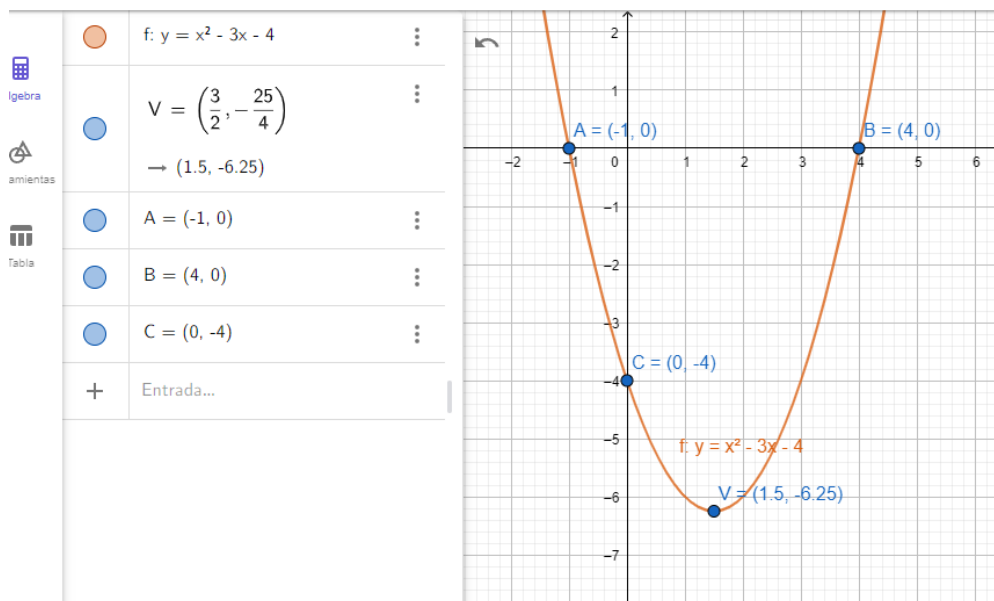 lgebra
amientas
Tabla
f: y = x² - 3x - 4
V = (3/2, -25/4)
→ (1.5, -6.25)
A = (-1, 0)
B = (4, 0)
C = (0, -4)
+ Entrada...
2
1
A = (-1, 0)
B = (4, 0)
-2 -1 0 1 2 3 4 5 6
-1
-2
-3
C = (0, -4)
-4
-5
f: y = x² - 3x - 4
V = (1.5, -6.25)
-6
-7